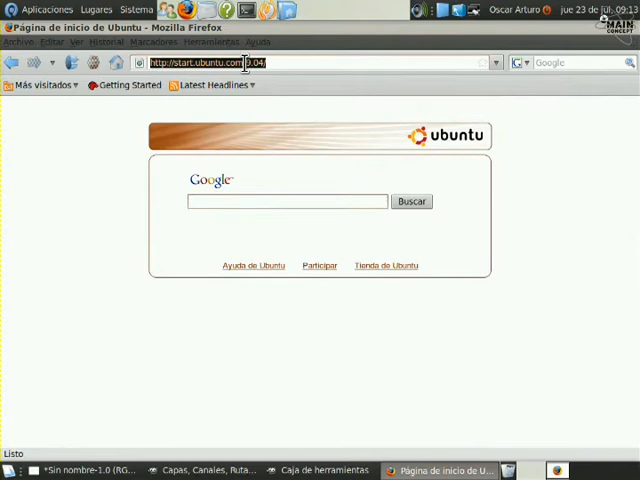 Aplicaciones Lugares Sistema Oscar Arturo jue 23 de jul, 09:13
MAIN CONCEPT
Página de inicio de Ubuntu - Mozilla Firefox
Archivo Editar Ver Historial Marcadores Herramientas Ayuda
http://start.ubuntu.com/9.04/ Google
Más visitados Getting Started Latest Headlines
ubuntu
Google™
Buscar
Ayuda de Ubuntu Participar Tienda de Ubuntu
Listo
*Sin nombre-1.0 (RG... Capas, Canales, Ruta... Caja de herramientas Página de inicio de U...